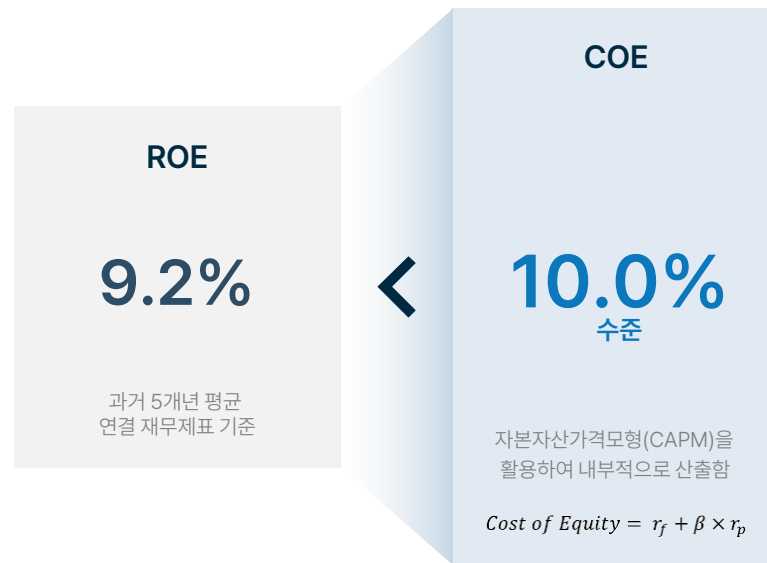 ROE
9.2%
과거 5개년 평균
연결 재무제표 기준
<
COE
10.0%
수준
자본자산가격모형(CAPM)을
활용하여 내부적으로 산출함
Cost of Equity = r_f + β × r_p